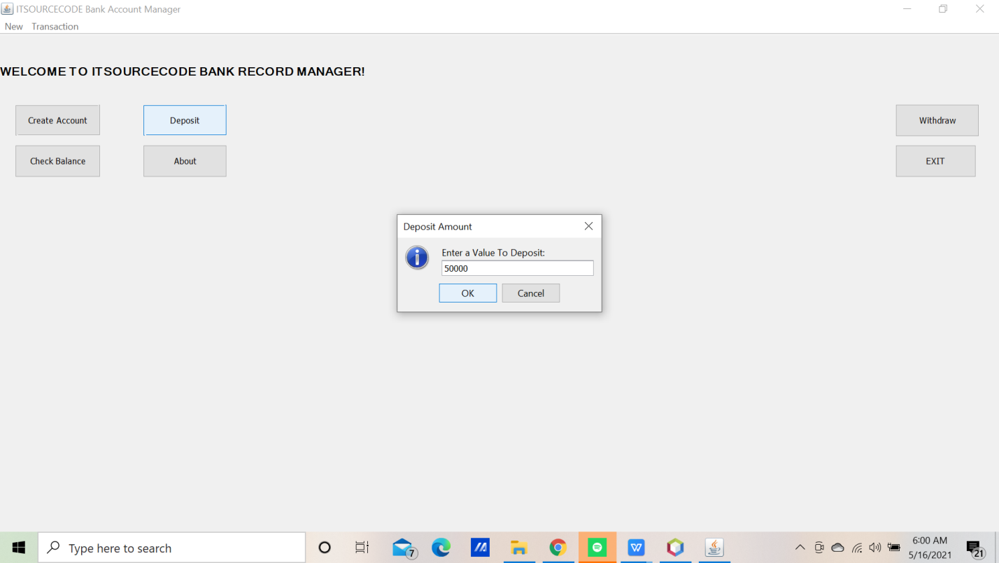 ITSOURCECODE Bank Account Manager
New Transaction
WELCOME TO ITSOURCECODE BANK RECORD MANAGER!
Create Account Deposit Withdraw
Check Balance About EXIT
Deposit Amount
Enter a Value To Deposit:
50000
OK Cancel
Type here to search
7
6:00 AM
5/16/2021
21